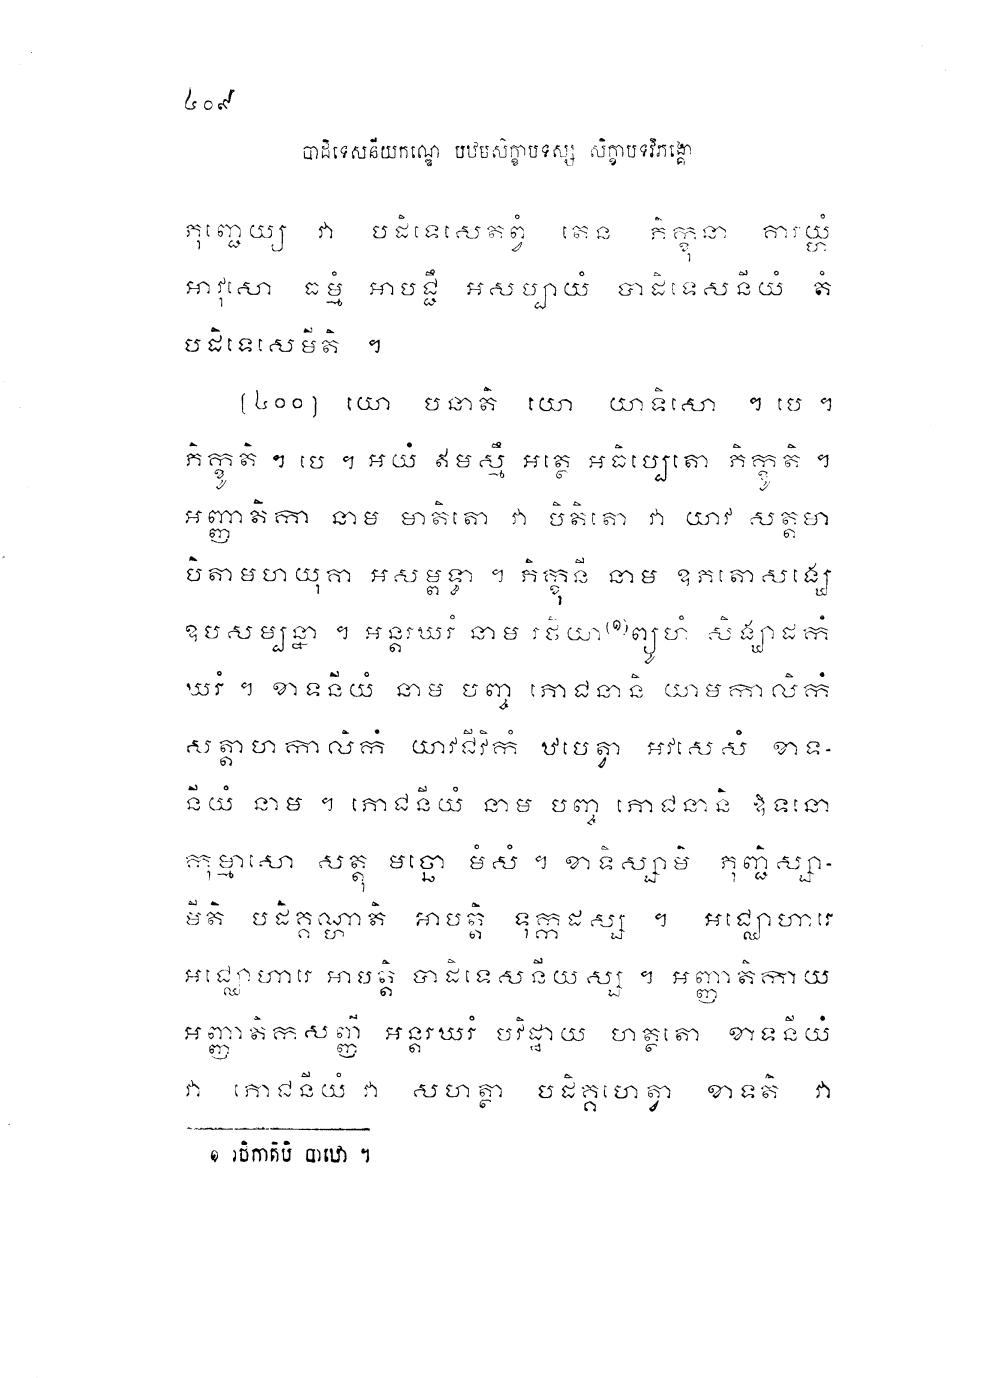 ៤០៩
បាដិទេសនីយកណ្ឌេ បឋមសិក្ខាបទស្ស សិក្ខាបទវិភង្គោ
ភុញ្ជេយ្យ វា បដិទេសេតព្វំ តេន ភិក្ខុនា គារយ្ហំ
អាវុសោ ធម្មំ អាបជ្ជឹ អសប្បាយំ បាដិទេសនីយំ តំ
បដិទេសេមីតិ ។
(៤០០) យោ បនាតិ យោ យាទិសោ ។ បេ ។
ភិក្ខូតិ ។ បេ ។ អយំ ឥមស្មឹ អត្ថេ អធិប្បេតោ ភិក្ខូតិ ។
អញ្ញាតិកា នាម មាតិតោ វា បិតិតោ វា យាវ សត្តមា
បិតាមហយុគា អសម្ពទ្ធា ។ ភិក្ខុនី នាម ឧភតោសង្ឃេ
ឧបសម្បន្នា ។ អន្តរឃរំ នាម រថិយា(១)ព្យូហំ សិង្ឃាដកំ
ឃរំ ។ ខាទនីយំ នាម បញ្ច ភោជនានិ យាមកាលិកំ
សត្តាហកាលិកំ យាវជីវិកំ ឋបេត្វា អវសេសំ ខាទ-
នីយំ នាម ។ ភោជនីយំ នាម បញ្ច ភោជនានិ ឱទនោ
កុម្មាសោ សត្តុ មច្ឆោ មំសំ ។ ខាទិស្សាមិ ភុញ្ជិស្សា-
មីតិ បដិគ្គណ្ហាតិ អាបត្តិ ទុក្កដស្ស ។ អជ្ឈោហារេ
អជ្ឈោហារេ អាបត្តិ បាដិទេសនីយស្ស ។ អញ្ញាតិកាយ
អញ្ញាតិកសញ្ញី អន្តរឃរំ បវិដ្ឋាយ ហត្ថតោ ខាទនីយំ
វា ភោជនីយំ វា សហត្ថា បដិគ្គហេត្វា ខាទតិ វា
១ រថិកាតិបិ បាឋោ ។